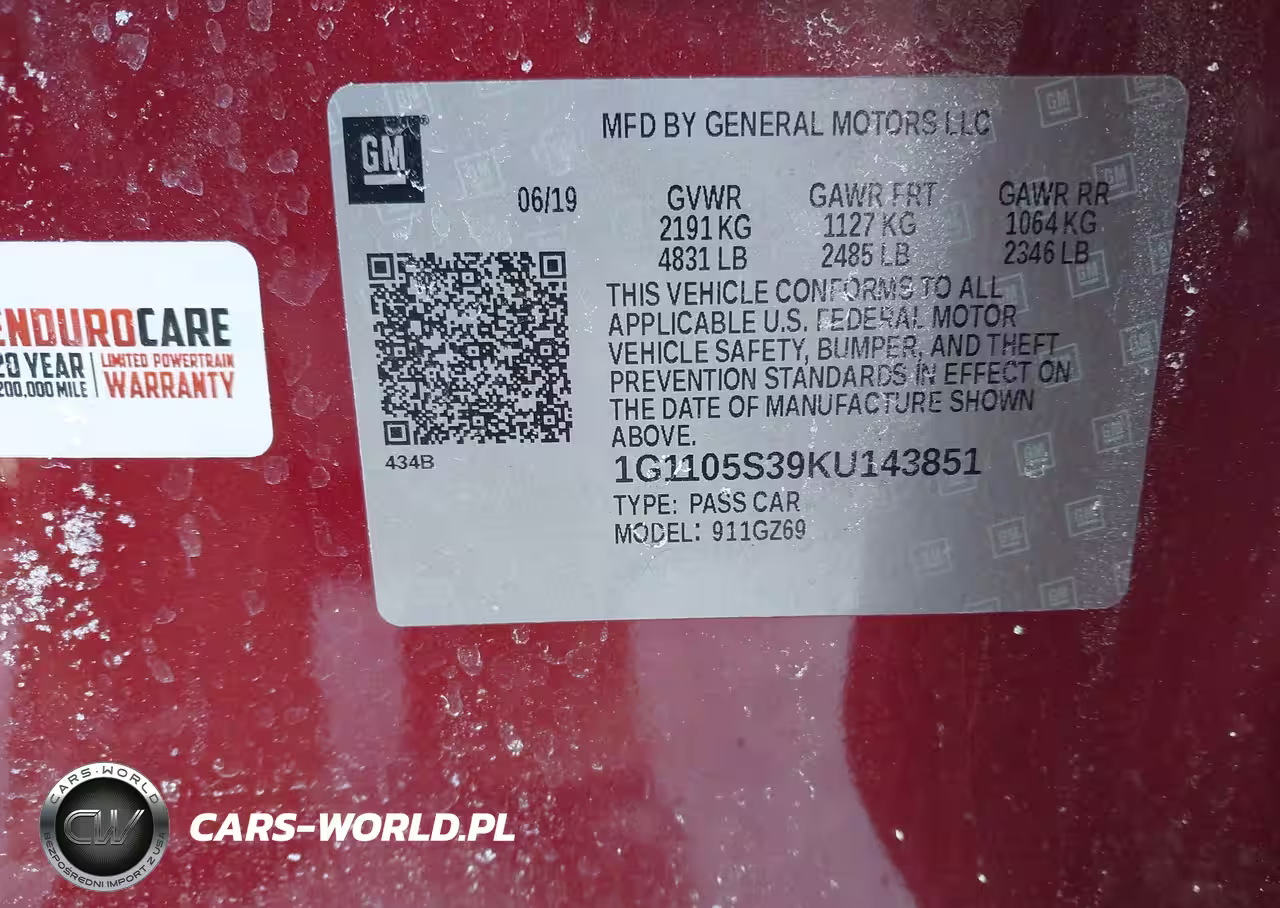 GM
MFD BY GENERAL MOTORS LLC
06/19
GVWR GAWR FRT GAWR RR
2191 KG 1127 KG 1064 KG
4831 LB 2485 LB 2346 LB
THIS VEHICLE CONFORMS TO ALL
APPLICABLE U.S. FEDERAL MOTOR
VEHICLE SAFETY, BUMPER, AND THEFT
PREVENTION STANDARDS IN EFFECT ON
THE DATE OF MANUFACTURE SHOWN
ABOVE.
434B
1G1105S39KU143851
TYPE: PASS CAR
MODEL: 911GZ69
ENDUROCARE
20 YEAR
200,000 MILE
LIMITED POWERTRAIN
WARRANTY
CARS-WORLD
CW
BEZPOŚREDNI IMPORT Z USA
CARS-WORLD.PL